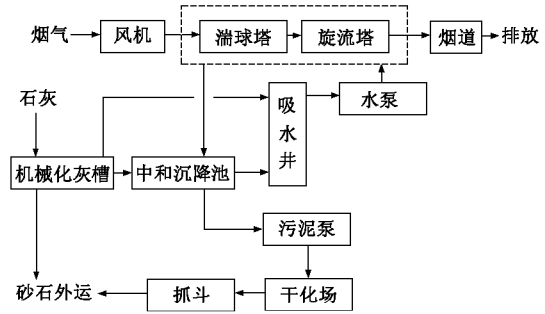 烟气
风机
湍球塔
旋流塔
烟道
排放
石灰
吸水井
水泵
机械化灰槽
中和沉降池
污泥泵
砂石外运
抓斗
干化场